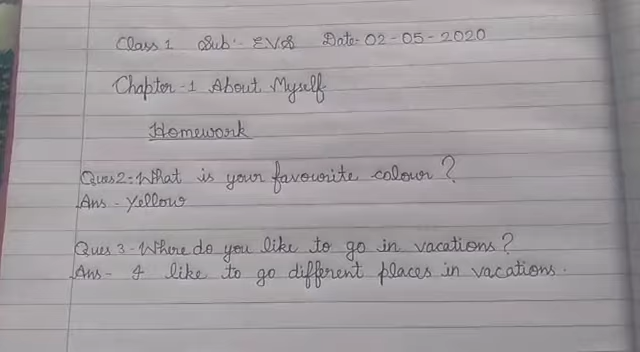 Class 1 Sub:- EVS Date- 02-05-2020
Chapter-1 About Myself
Homework
Ques2- What is your favourite colour?
Ans - Yellow
Ques 3- Where do you like to go in vacations?
Ans- I like to go different places in vacations.